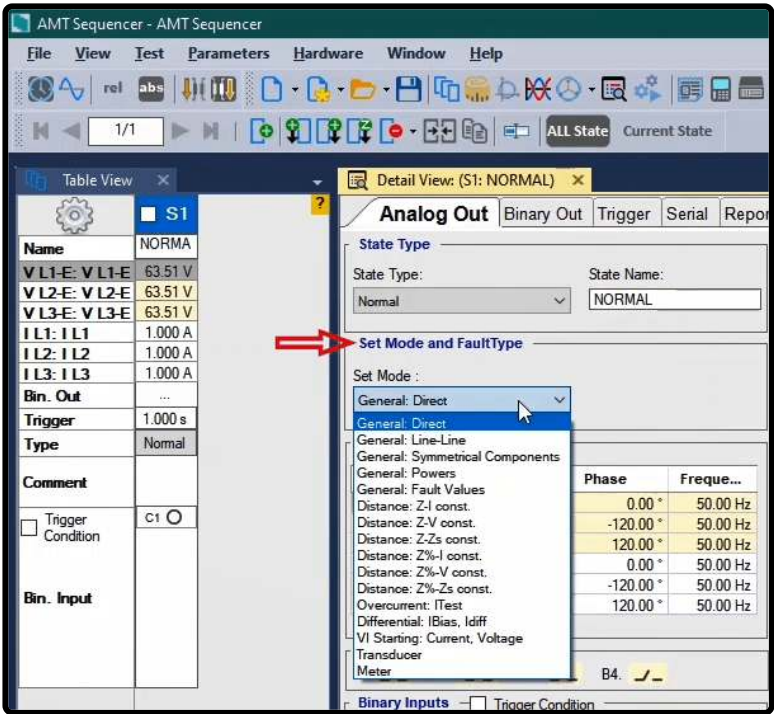 AMT Sequencer - AMT Sequencer
File View Test Parameters Hardware Window Help
rel abs
1/1 ALL State Current State
Table View × Detail View: (S1: NORMAL) ×
?
S1
Analog Out Binary Out Trigger Serial Repor
State Type
State Type: State Name:
Normal NORMAL
Set Mode and FaultType
Set Mode :
General: Direct
General: Direct
General: Line-Line
General: Symmetrical Components
General: Powers
General: Fault Values
Distance: Z-I const.
Distance: Z-V const.
Distance: Z-Zs const.
Distance: Z%-I const.
Distance: Z%-V const.
Distance: Z%-Zs const.
Overcurrent: ITest
Differential: IBias, Idiff
VI Starting: Current, Voltage
Transducer
Meter
Name NORMA
V L1-E: V L1-E 63.51 V
V L2-E: V L2-E 63.51 V
V L3-E: V L3-E 63.51 V
I L1: I L1 1.000 A
I L2: I L2 1.000 A
I L3: I L3 1.000 A
Bin. Out ...
Trigger 1.000 s
Type Normal
Comment
Trigger Condition C1
Bin. Input
Phase Freque...
0.00 ° 50.00 Hz
-120.00 ° 50.00 Hz
120.00 ° 50.00 Hz
0.00 ° 50.00 Hz
-120.00 ° 50.00 Hz
120.00 ° 50.00 Hz
B4.
Binary Inputs Trigger Condition